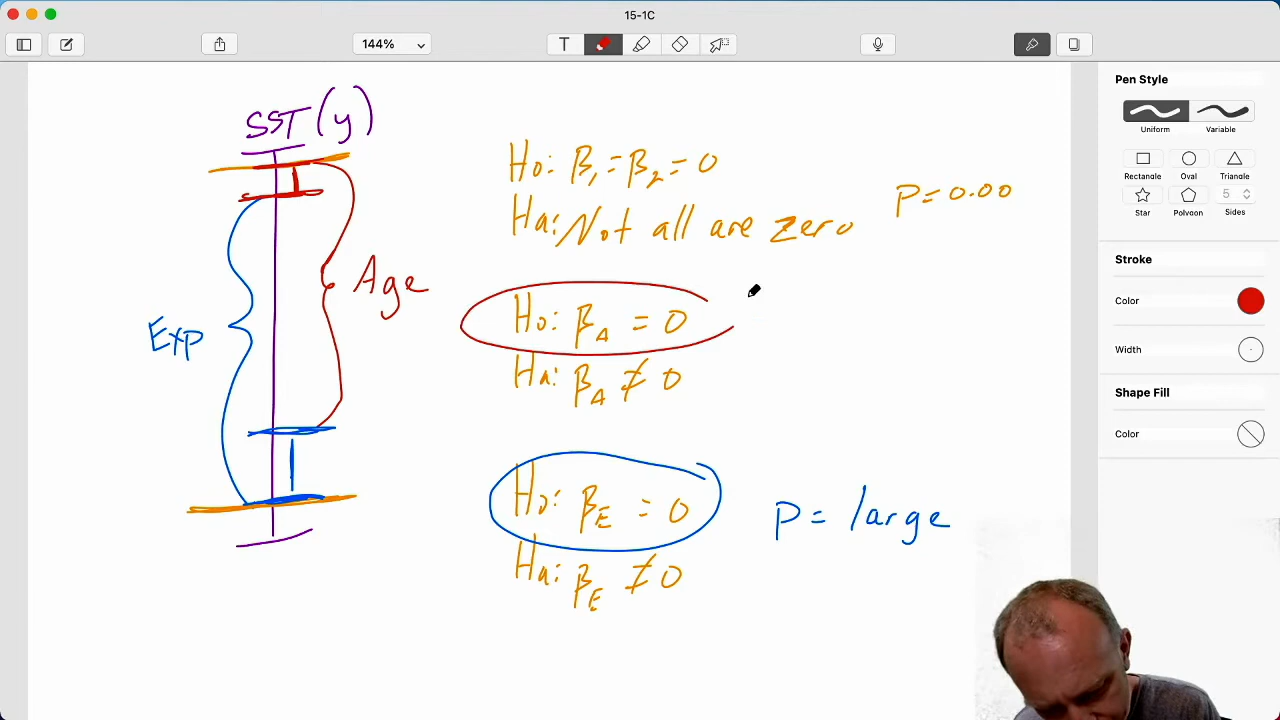 15-1C
144%
T
Pen Style
Uniform
Variable
Rectangle
Oval
Triangle
Star
Polygon
5
Sides
Stroke
Color
Width
Shape Fill
Color
SST (y)
Age
Exp
Ho: β1 = β2 = 0
Ha: Not all are zero
P = 0.00
Ho: βA = 0
Ha: βA ≠ 0
Ho: βE = 0
P = large
Ha: βE ≠ 0